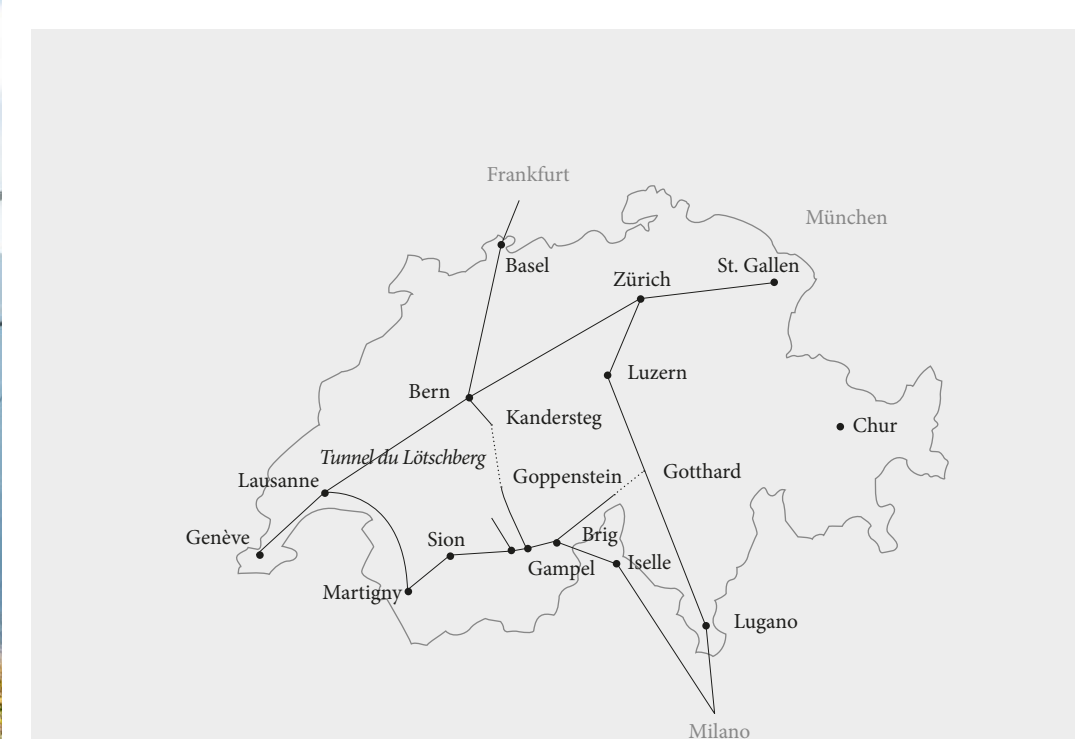 Frankfurt
München
Basel
St. Gallen
Zürich
Luzern
Bern
Kandersteg
Chur
Tunnel du Lötschberg
Gotthard
Goppenstein
Lausanne
Genève
Sion
Brig
Iselle
Gampel
Martigny
Lugano
Milano